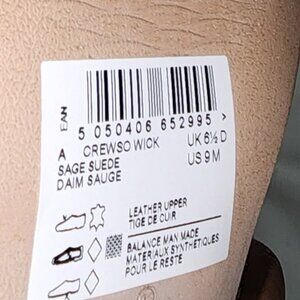 EAN
5 050406 652995 >
A CREWSO WICK UK 6½ D
SAGE SUEDE US 9 M
DAIM SAUGE
LEATHER UPPER
TIGE DE CUIR
BALANCE MAN MADE
MATERIAUX SYNTHETIQUES
POUR LE RESTE